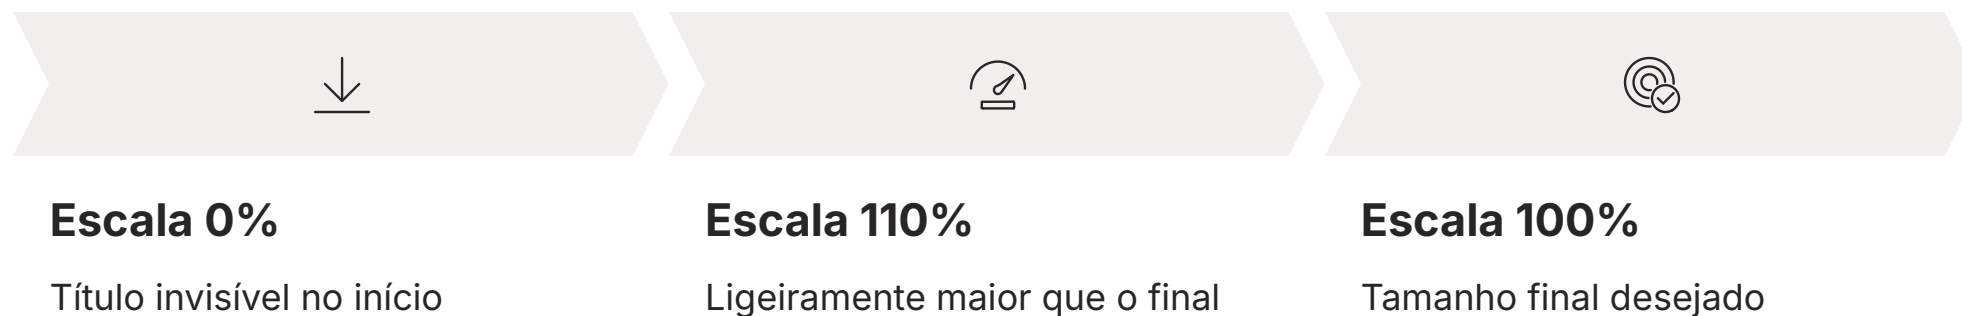 Escala 0%
Título invisível no início
Escala 110%
Ligeiramente maior que o final
Escala 100%
Tamanho final desejado